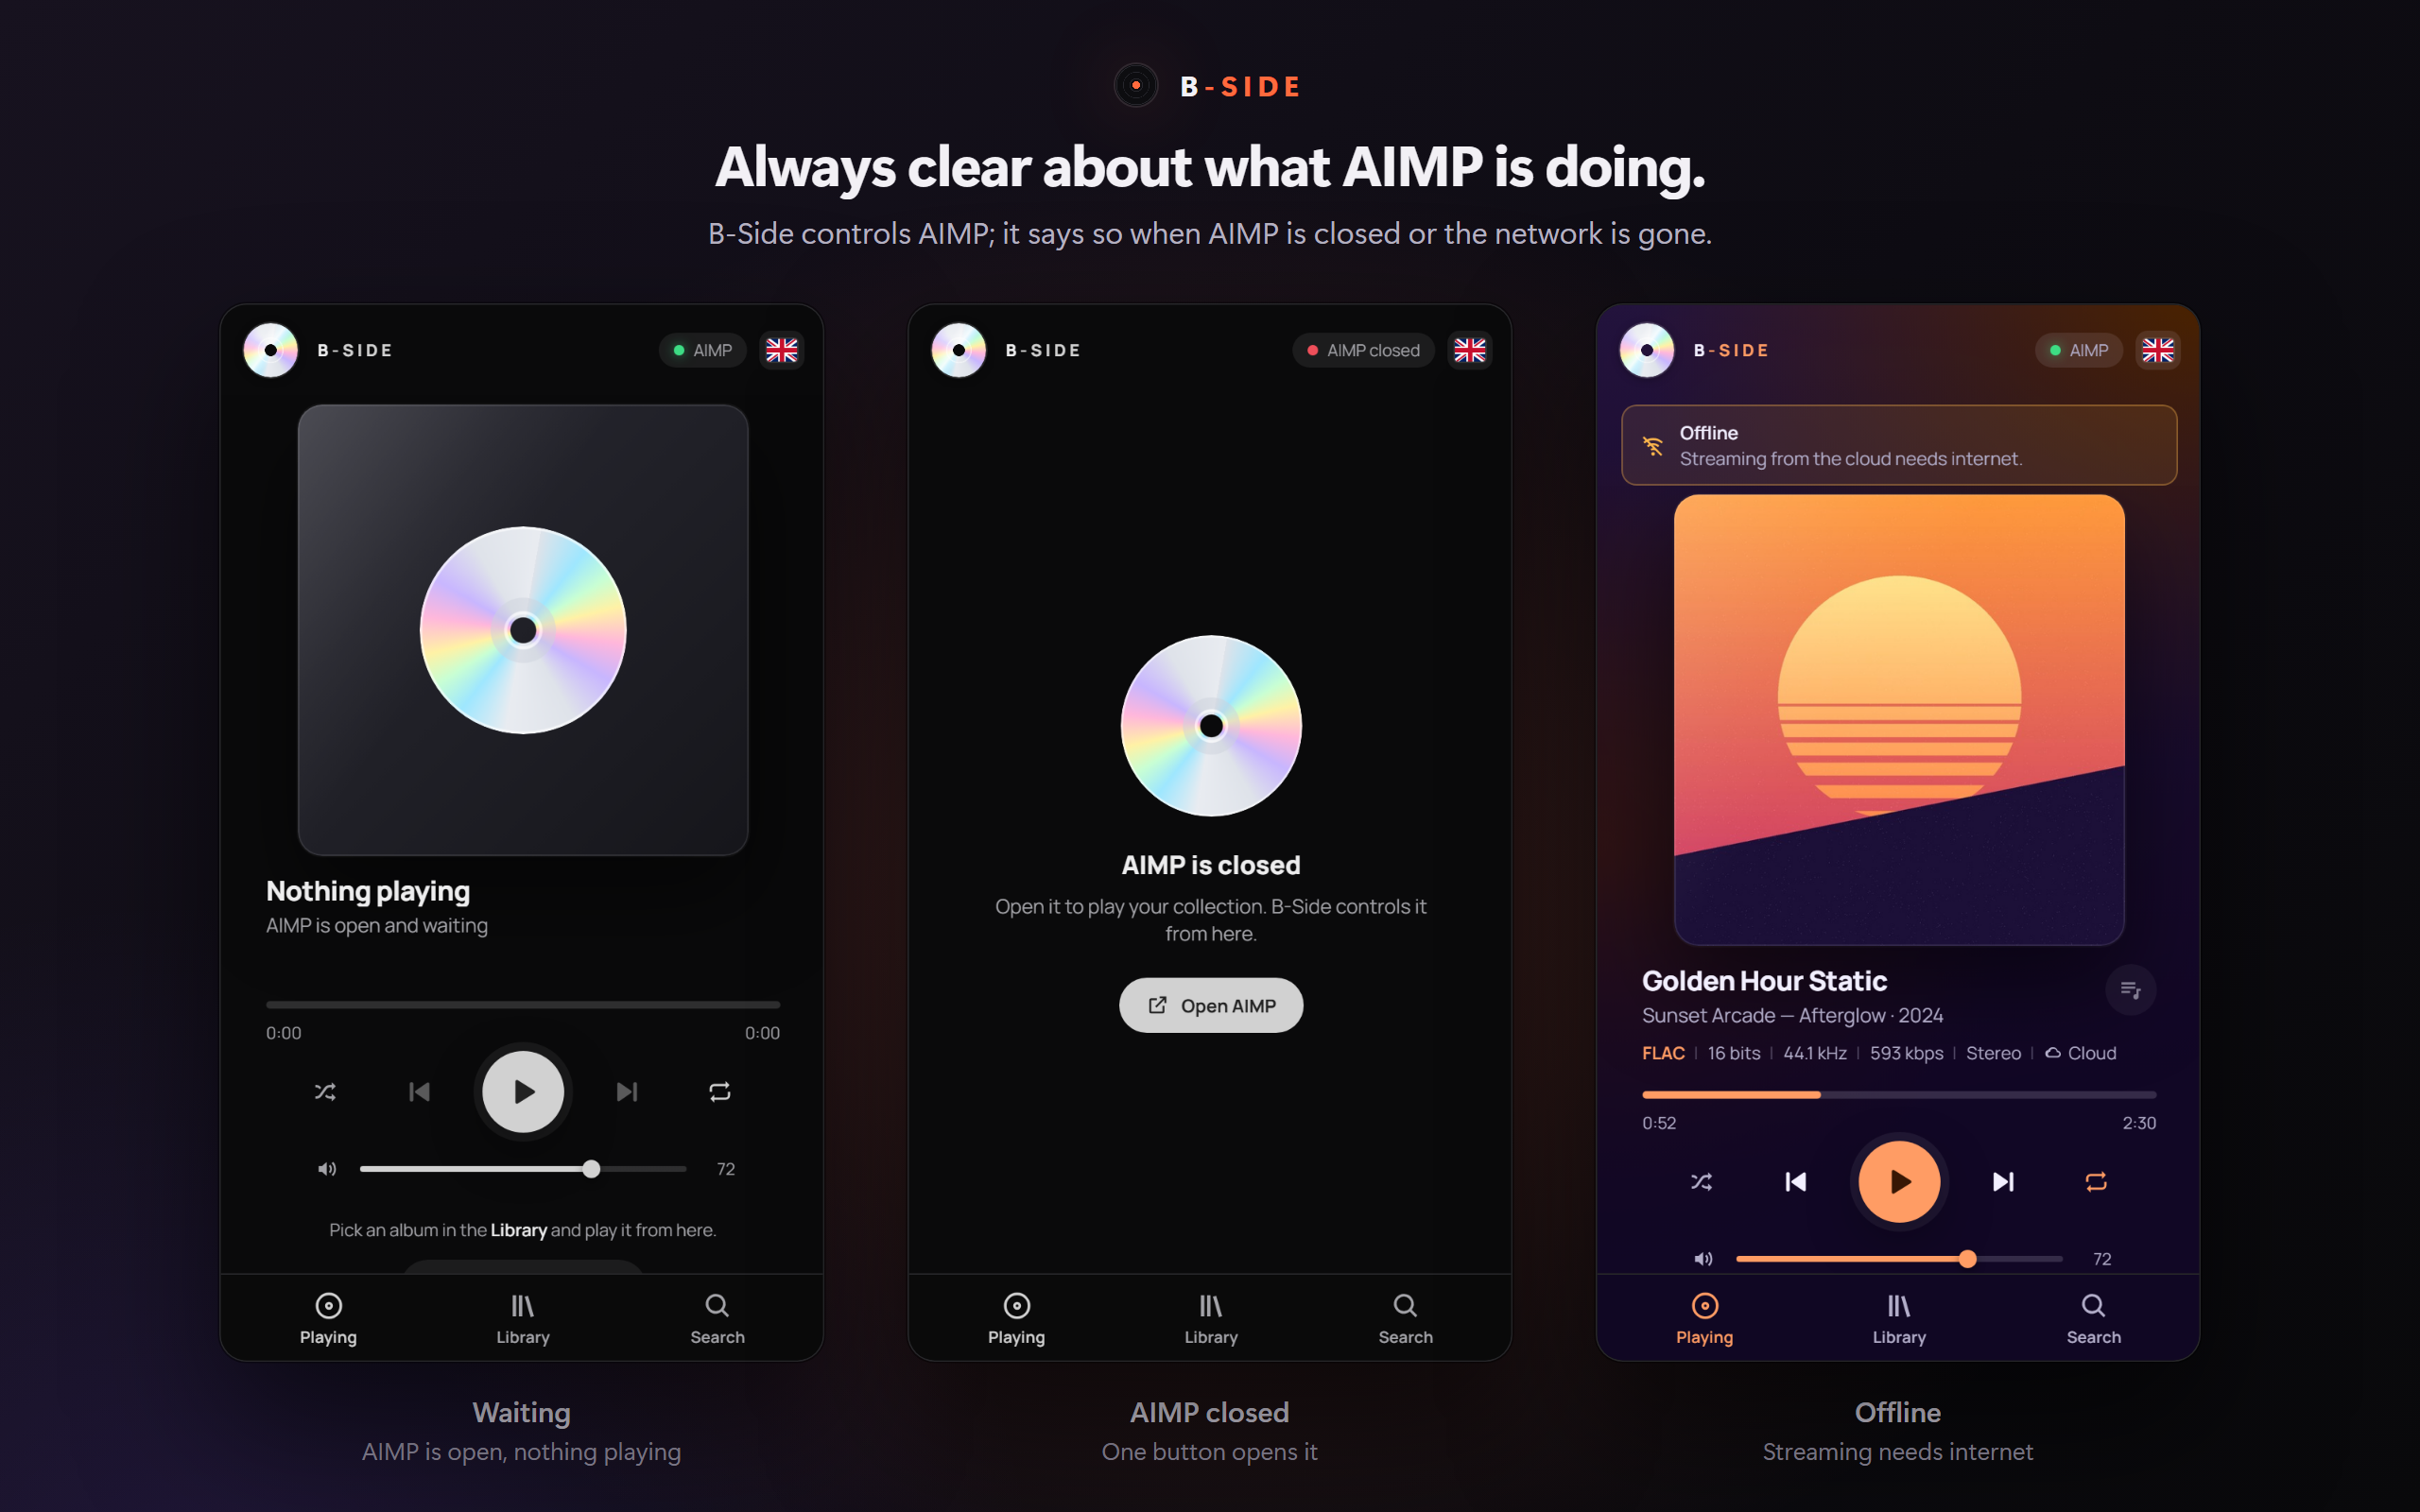 B-SIDE
Always clear about what AIMP is doing.
B-Side controls AIMP; it says so when AIMP is closed or the network is gone.
B-SIDE
AIMP
Nothing playing
AIMP is open and waiting
0:00
0:00
72
Pick an album in the Library and play it from here.
Playing
Library
Search
Waiting
AIMP is open, nothing playing
B-SIDE
AIMP closed
AIMP is closed
Open it to play your collection. B-Side controls it
from here.
Open AIMP
Playing
Library
Search
AIMP closed
One button opens it
B-SIDE
AIMP
Offline
Streaming from the cloud needs internet.
Golden Hour Static
Sunset Arcade — Afterglow · 2024
FLAC | 16 bits | 44.1 kHz | 593 kbps | Stereo | Cloud
0:52
2:30
72
Playing
Library
Search
Offline
Streaming needs internet